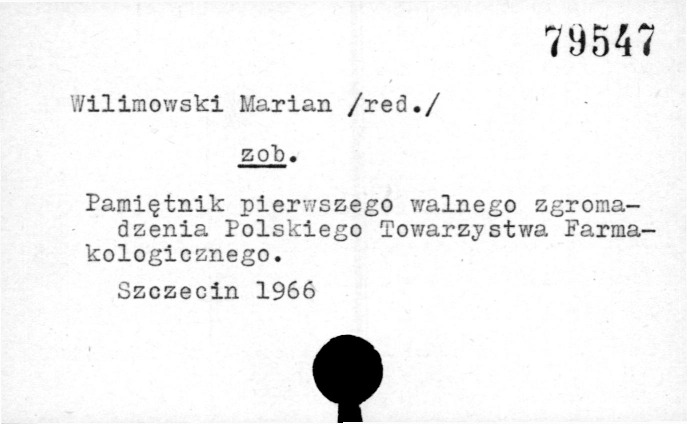 79547
Wilimowski Marian /red./
zob.
Pamiętnik pierwszego walnego zgroma-
dzenia Polskiego Towarzystwa Farma-
kologicznego.
Szczecin 1966